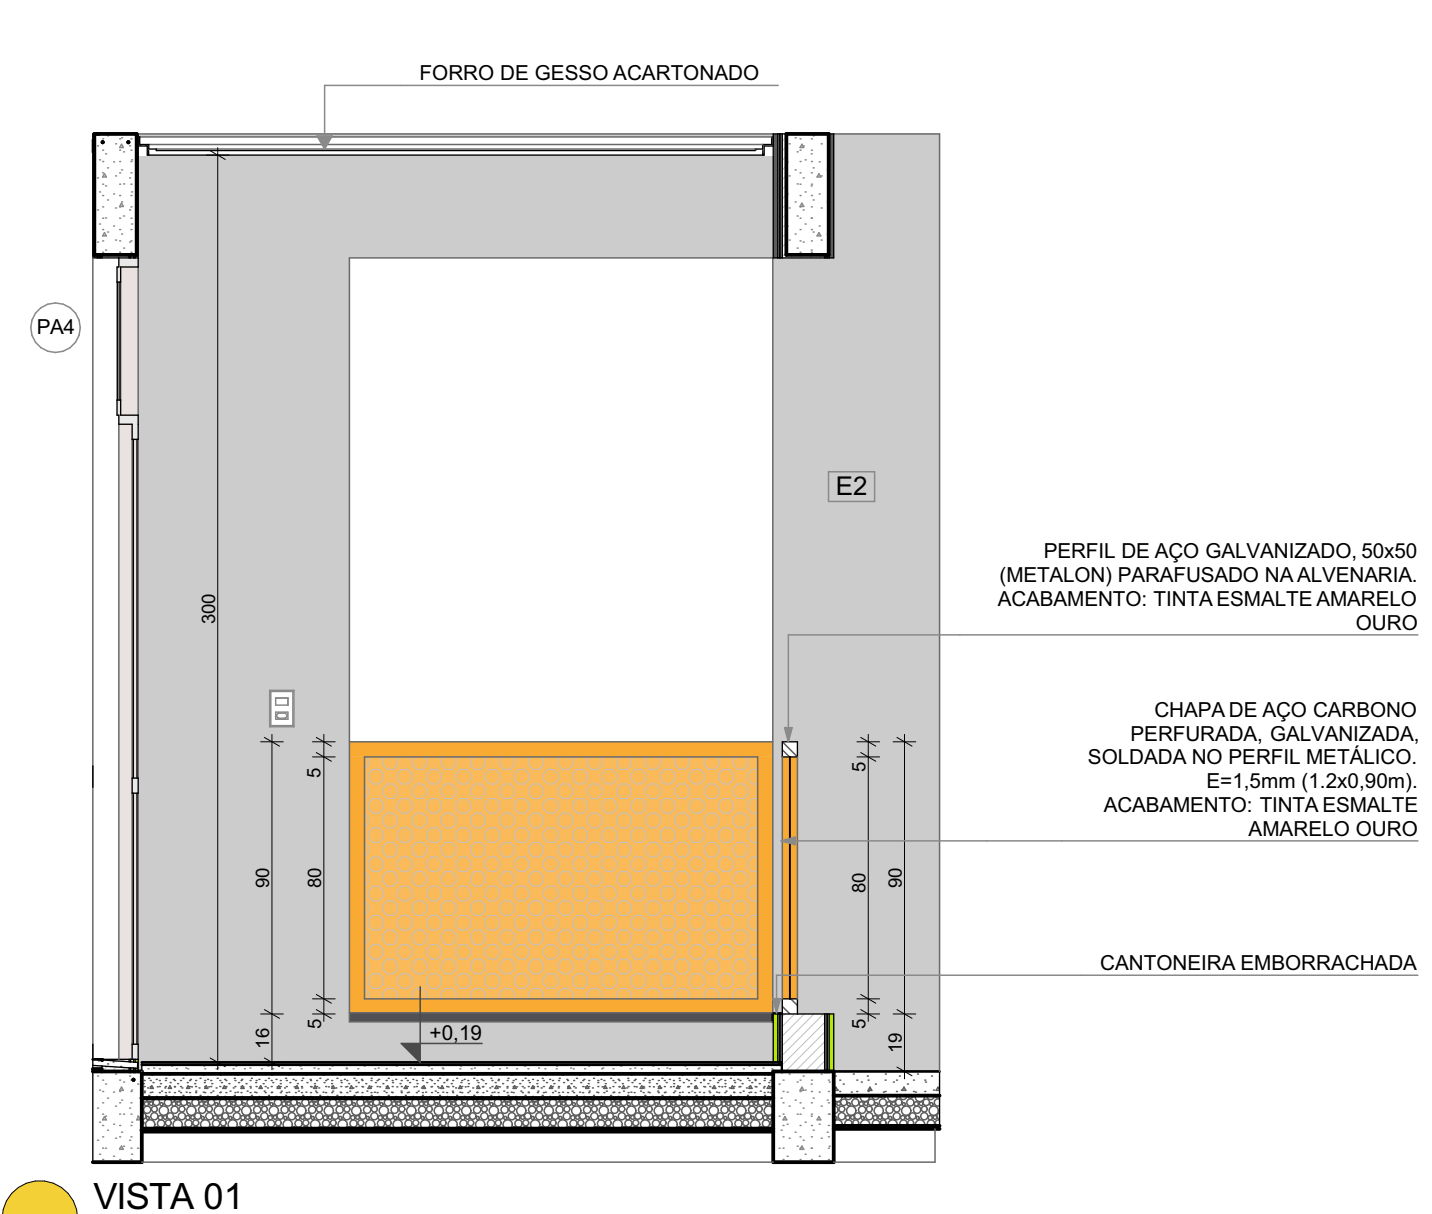 FORRO DE GESSO ACARTONADO
PA4
E2
PERFIL DE AÇO GALVANIZADO, 50x50
(METALON) PARAFUSADO NA ALVENARIA.
ACABAMENTO: TINTA ESMALTE AMARELO
OURO
300
CHAPA DE AÇO CARBONO
PERFURADA, GALVANIZADA,
SOLDADA NO PERFIL METÁLICO.
E=1,5mm (1.2x0,90m).
ACABAMENTO: TINTA ESMALTE
AMARELO OURO
5
5
90
80
80
90
CANTONEIRA EMBORRACHADA
16
5
+0,19
5
19
VISTA 01